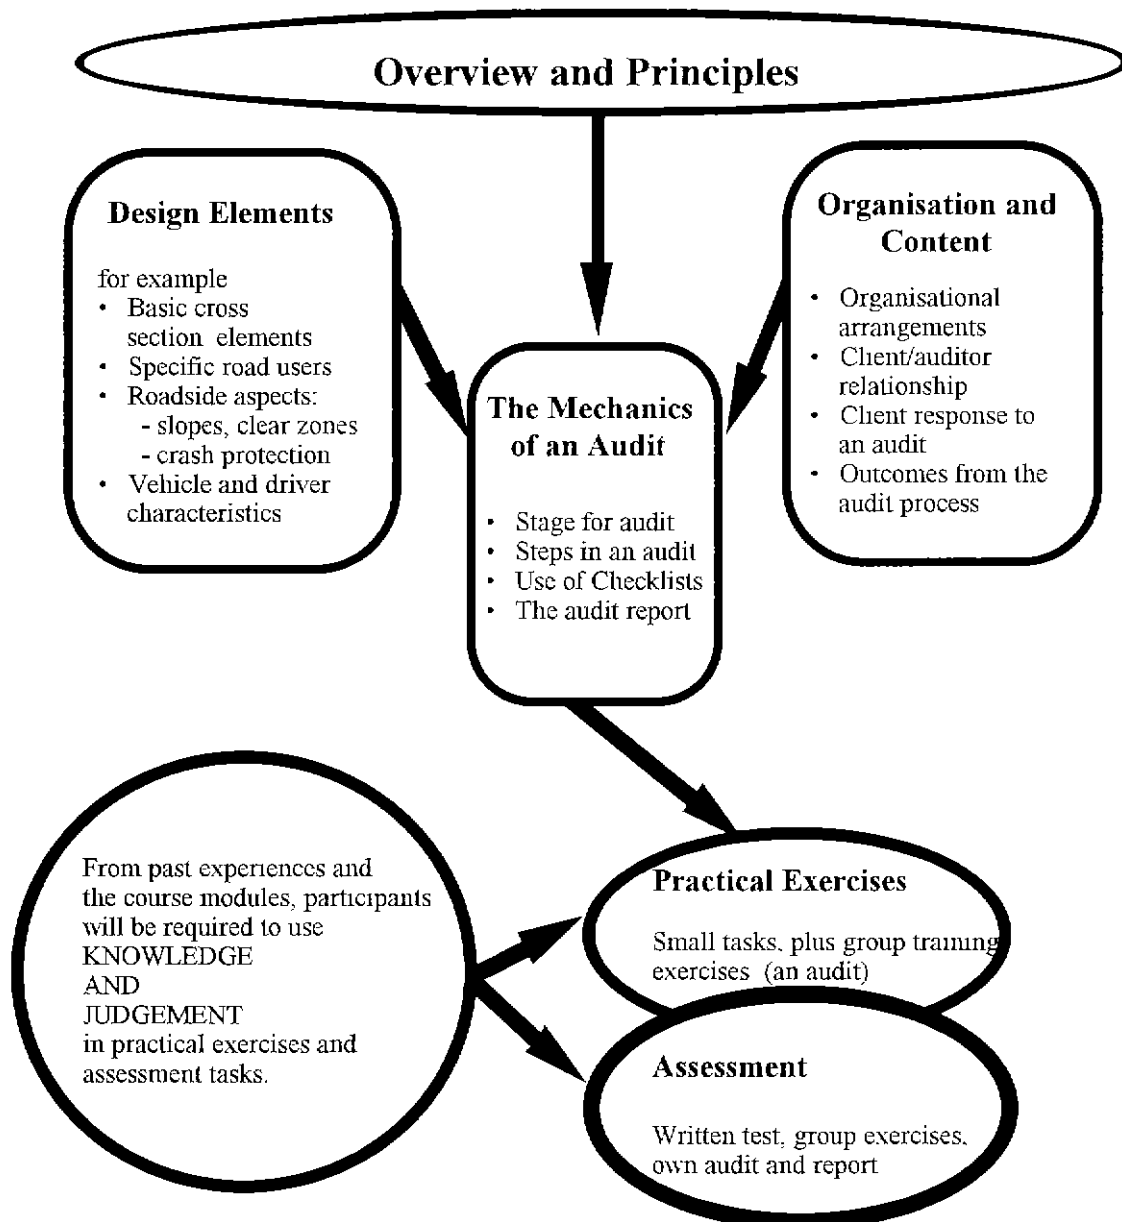 Overview and Principles
Design Elements
for example
• Basic cross
section elements
• Specific road users
• Roadside aspects:
- slopes, clear zones
- crash protection
• Vehicle and driver
characteristics
Organisation and
Content
• Organisational
arrangements
• Client/auditor
relationship
• Client response to
an audit
• Outcomes from the
audit process
The Mechanics
of an Audit
• Stage for audit
• Steps in an audit
• Use of Checklists
• The audit report
From past experiences and
the course modules, participants
will be required to use
KNOWLEDGE
AND
JUDGEMENT
in practical exercises and
assessment tasks.
Practical Exercises
Small tasks, plus group training
exercises (an audit)
Assessment
Written test, group exercises,
own audit and report